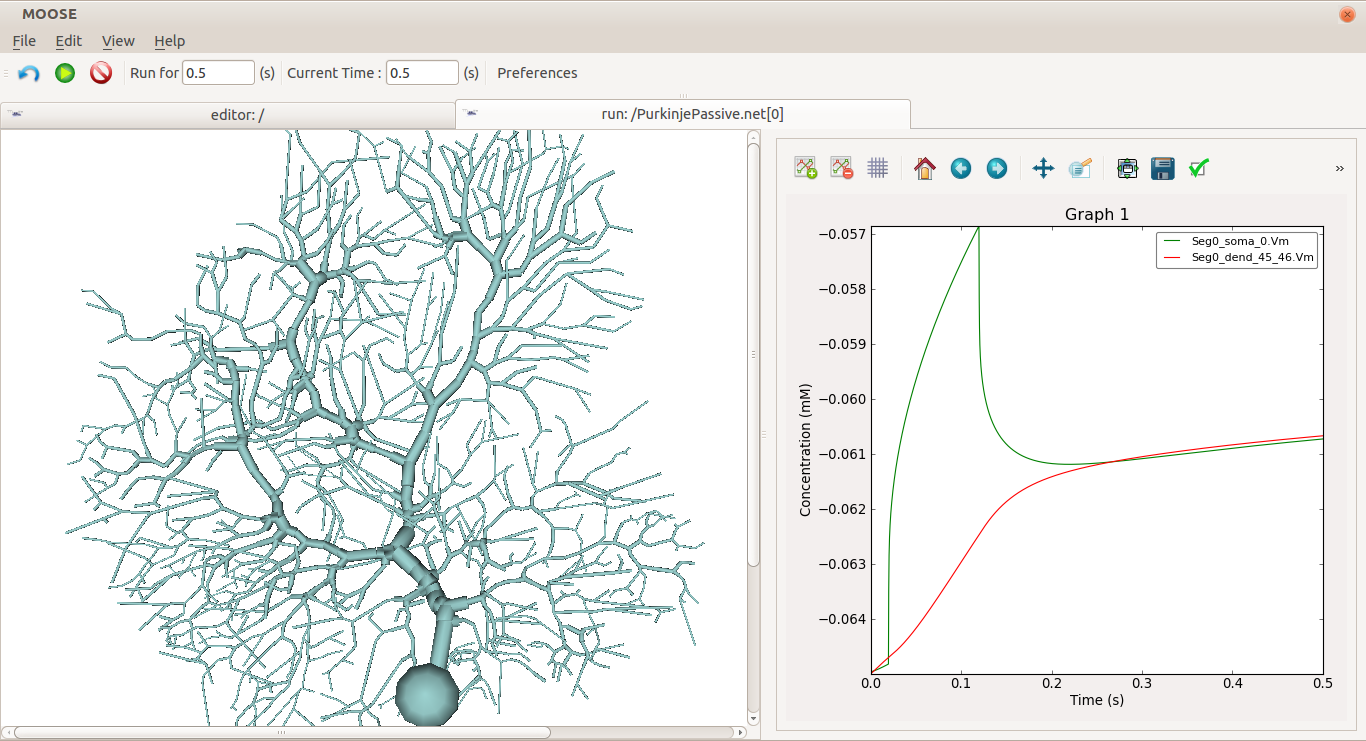 MOOSE
File Edit View Help
Run for 0.5 (s) Current Time : 0.5 (s) Preferences
editor: /
run: /PurkinjePassive.net[0]
»
Graph 1
Seg0_soma_0.Vm
Seg0_dend_45_46.Vm
−0.057
−0.058
−0.059
−0.060
−0.061
−0.062
−0.063
−0.064
Concentration (mM)
0.0 0.1 0.2 0.3 0.4 0.5
Time (s)